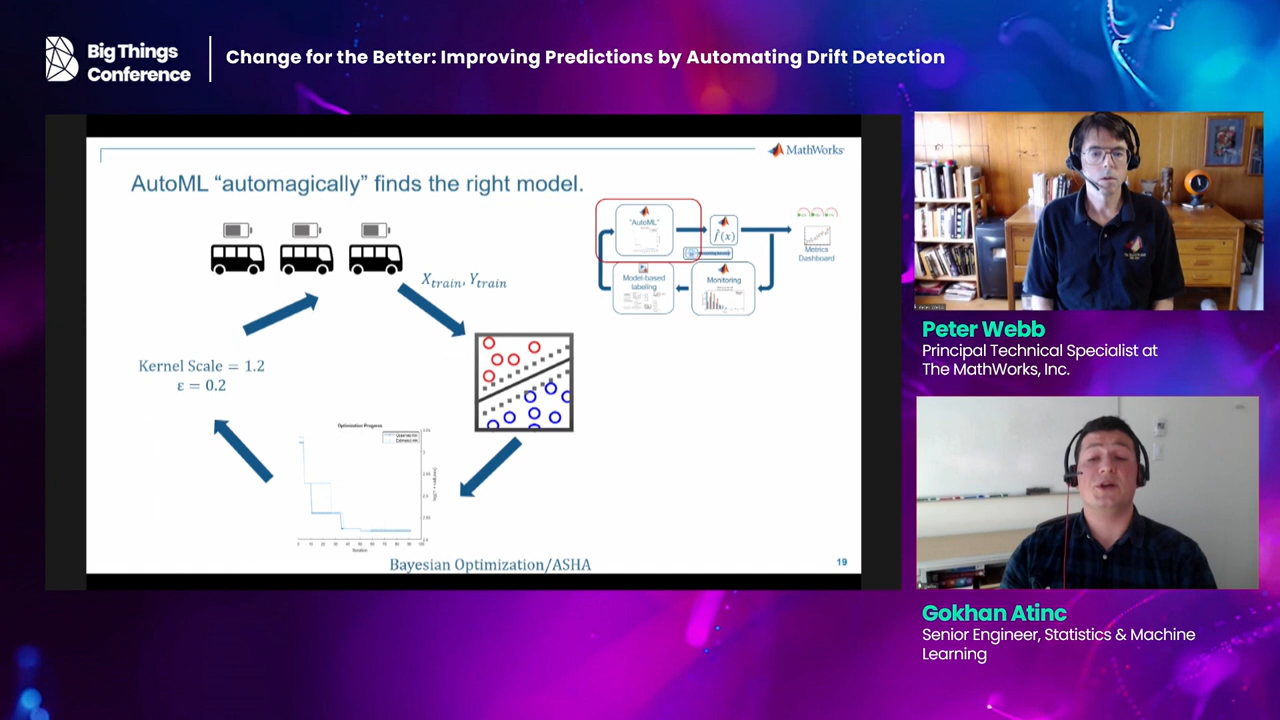 Big Things
Conference
Change for the Better: Improving Predictions by Automating Drift Detection
MathWorks
AutoML “automagically” finds the right model.
"AutoML"
f̂(x)
Metrics
Dashboard
Model-based
labeling
Monitoring
Xtrain, Ytrain
Kernel Scale = 1.2
ε = 0.2
Optimization Progress
Iteration
Bayesian Optimization/ASHA
19
Peter Webb
Principal Technical Specialist at
The MathWorks, Inc.
Gokhan Atinc
Senior Engineer, Statistics & Machine
Learning